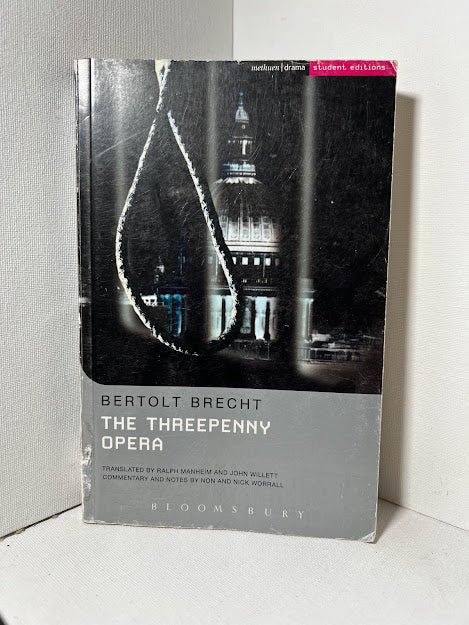 methuen | drama student editions
BERTOLT BRECHT
THE THREEPENNY
OPERA
TRANSLATED BY RALPH MANHEIM AND JOHN WILLETT
COMMENTARY AND NOTES BY NON AND NICK WORRALL
BLOOMSBURY